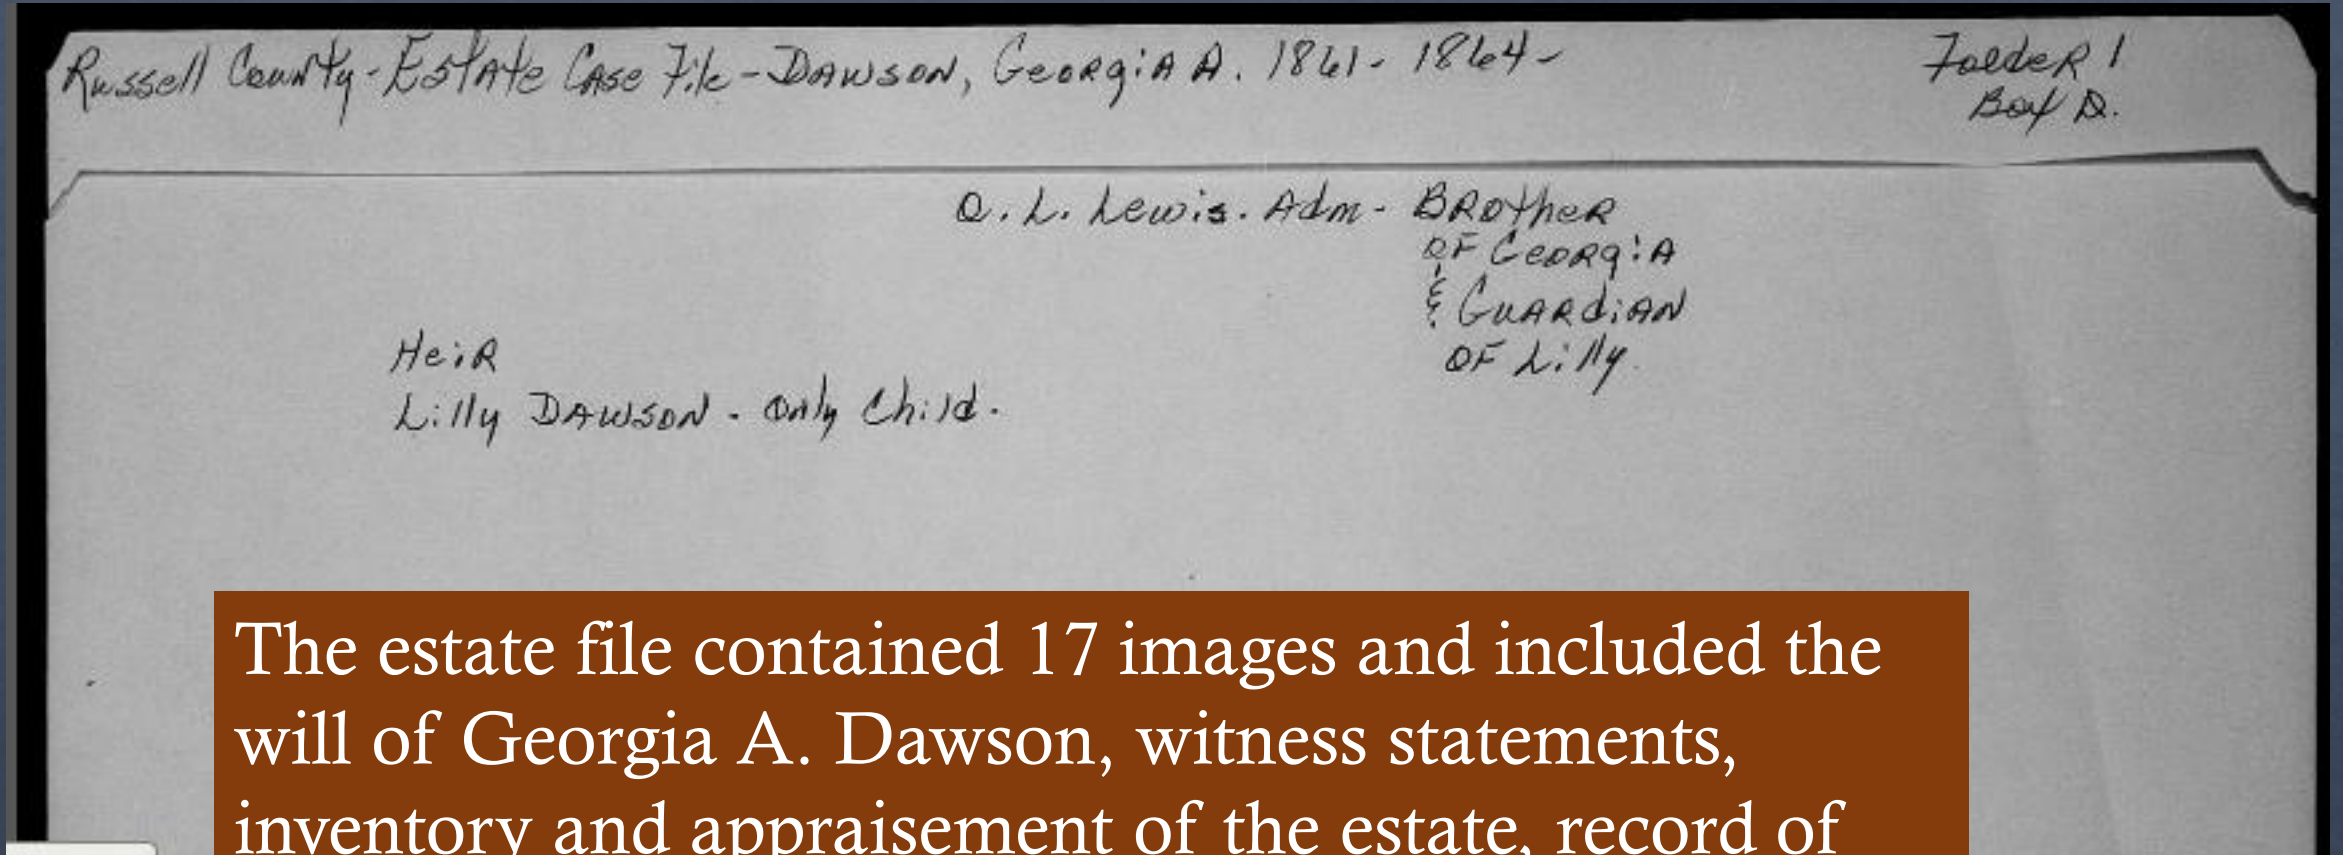 Russell County - Estate Case File - Dawson, Georgia A. 1861 - 1864 -
Folder 1
Box D.
O. L. Lewis. Adm - Brother
of Georgia
& Guardian
of Lilly.
Heir
Lilly Dawson - Only Child.
The estate file contained 17 images and included the
will of Georgia A. Dawson, witness statements,
inventory and appraisement of the estate, record of